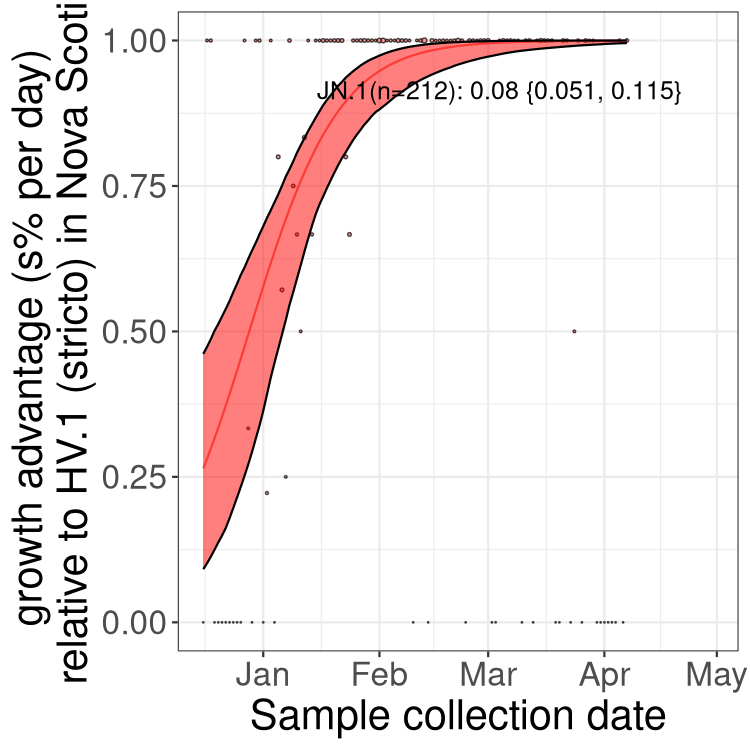 growth advantage (s% per day)
relative to HV.1 (stricto) in Nova Scoti
1.00
0.75
0.50
0.25
0.00
JN.1(n=212): 0.08 {0.051, 0.115}
Jan Feb Mar Apr May
Sample collection date